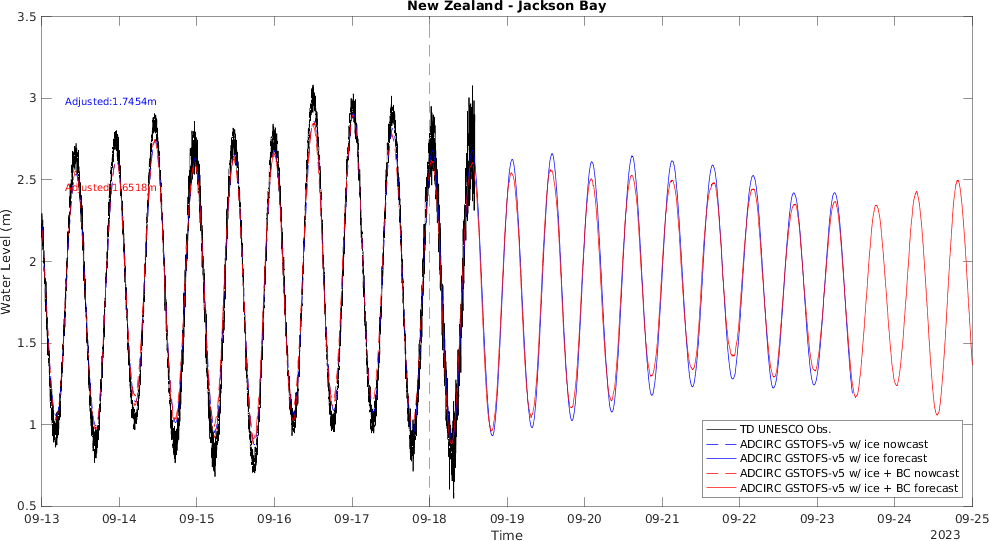 New Zealand - Jackson Bay
3.5
3
2.5
2
1.5
1
0.5
Water Level (m)
Adjusted:1.7454m
Adjusted:1.6518m
TD UNESCO Obs.
ADCIRC GSTOFS-v5 w/ ice nowcast
ADCIRC GSTOFS-v5 w/ ice forecast
ADCIRC GSTOFS-v5 w/ ice + BC nowcast
ADCIRC GSTOFS-v5 w/ ice + BC forecast
09-13 09-14 09-15 09-16 09-17 09-18 09-19 09-20 09-21 09-22 09-23 09-24 09-25
Time
2023